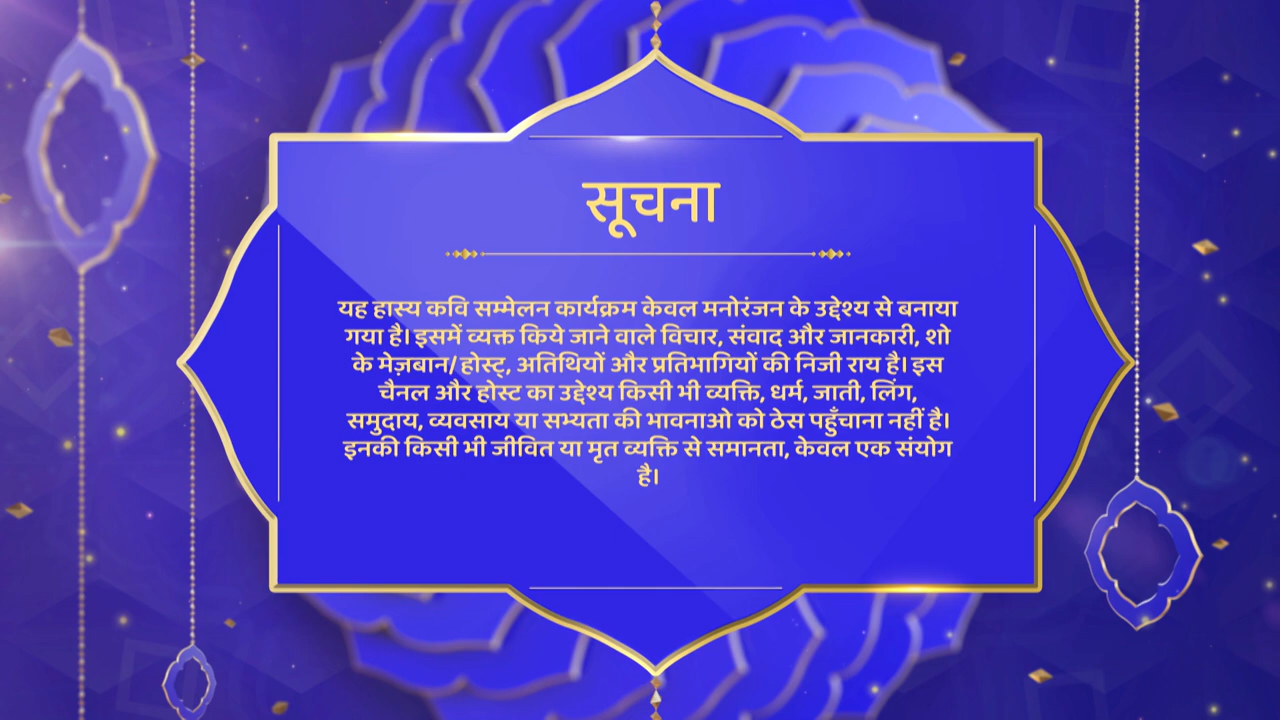 सूचना
यह हास्य कवि सम्मेलन कार्यक्रम केवल मनोरंजन के उद्देश्य से बनाया
गया है। इसमें व्यक्त किये जाने वाले विचार, संवाद और जानकारी, शो
के मेज़बान/होस्ट्, अतिथियों और प्रतिभागियों की निजी राय है। इस
चैनल और होस्ट का उद्देश्य किसी भी व्यक्ति, धर्म, जाती, लिंग,
समुदाय, व्यवसाय या सभ्यता की भावनाओ को ठेस पहुँचाना नहीं है।
इनकी किसी भी जीवित या मृत व्यक्ति से समानता, केवल एक संयोग
है।